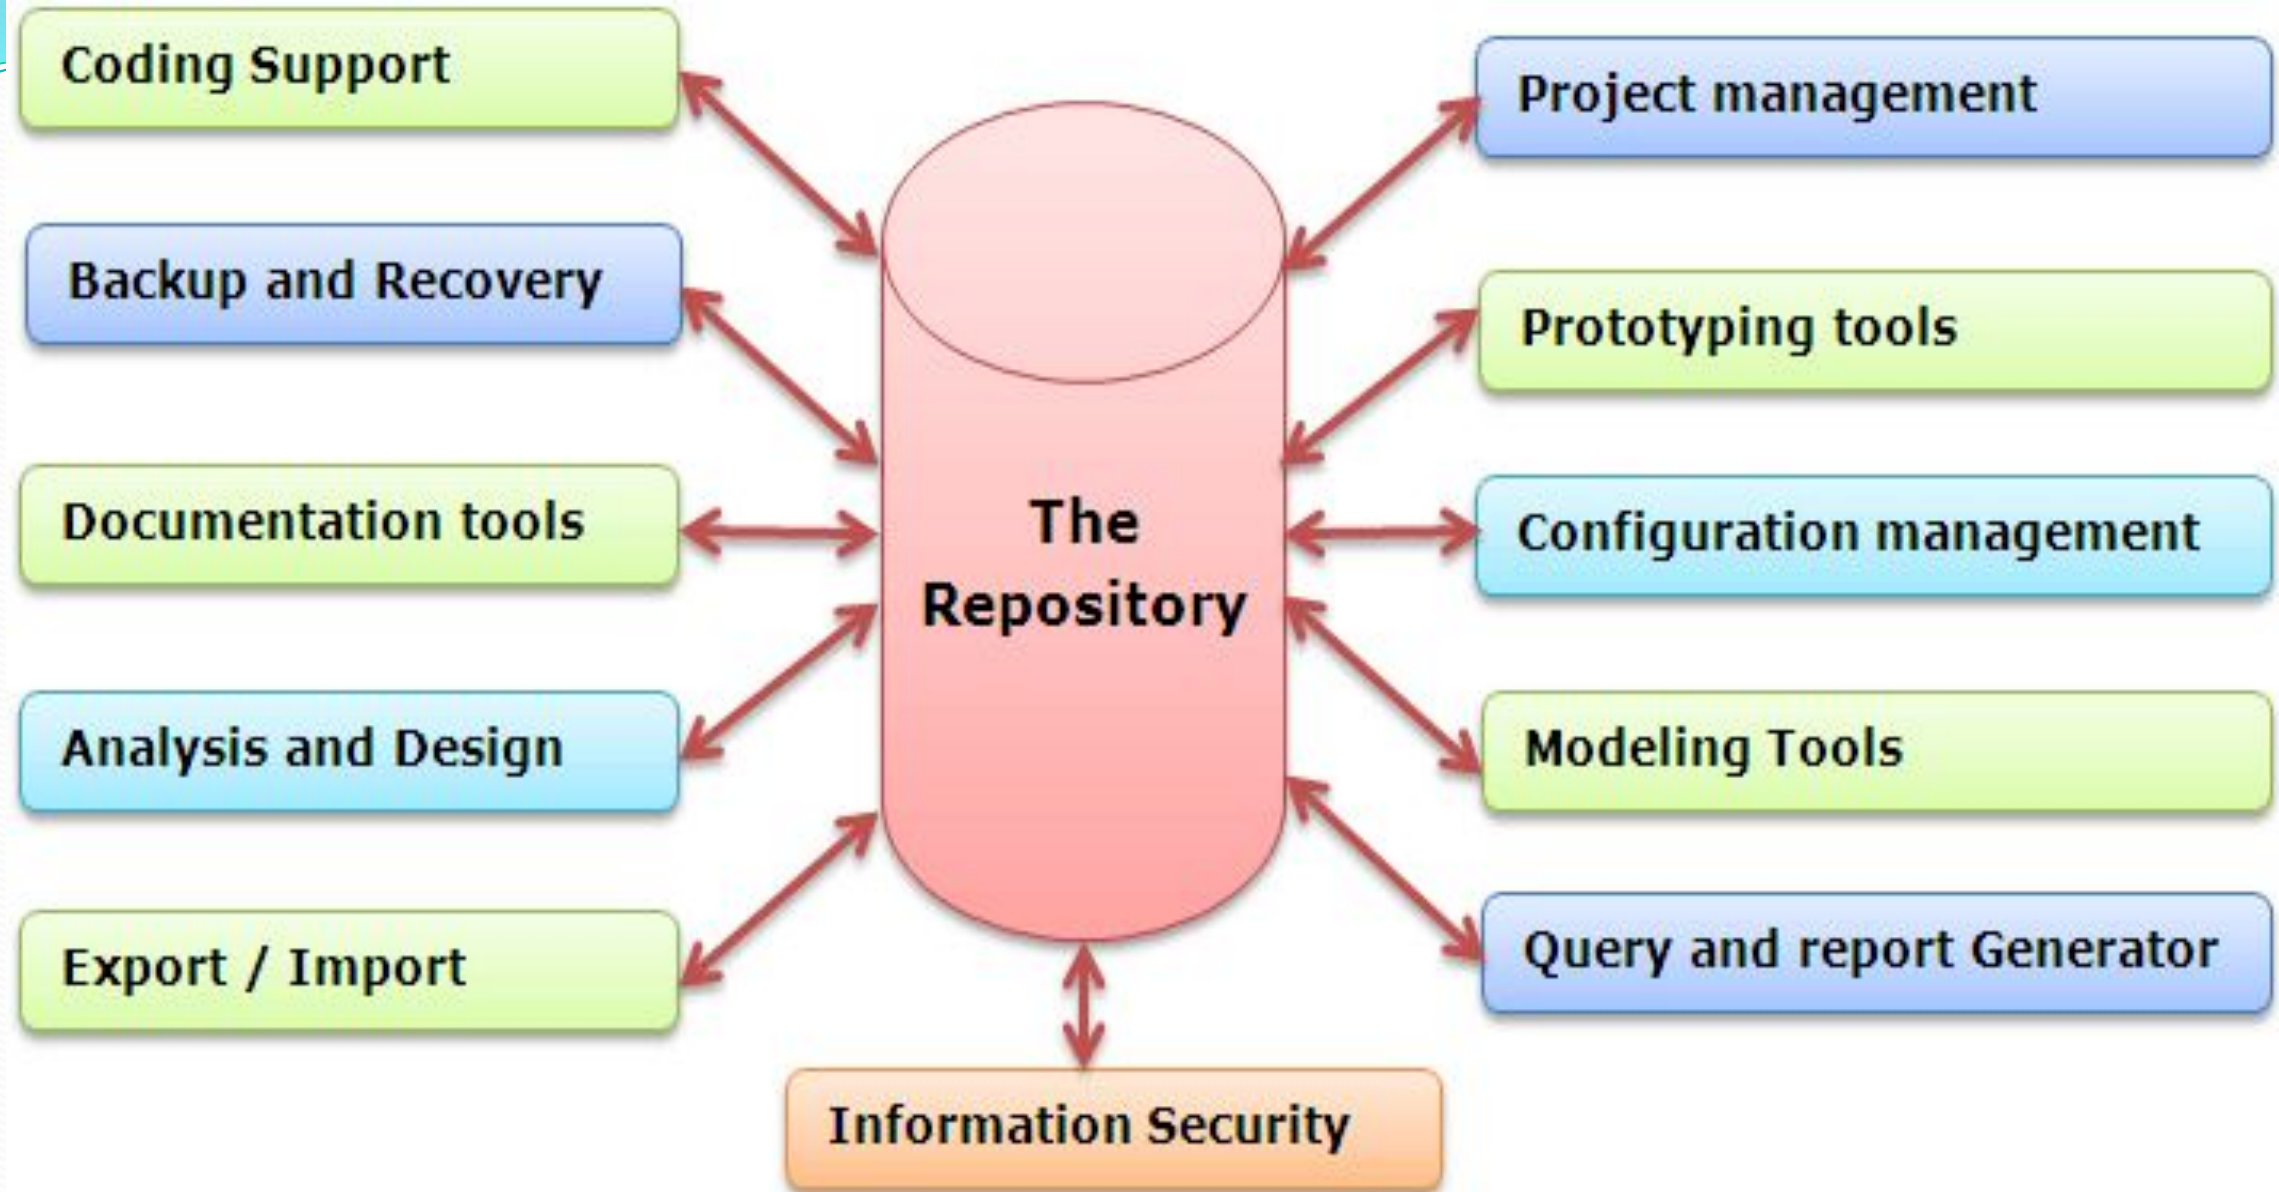 Coding Support
Project management
Backup and Recovery
Prototyping tools
Documentation tools
The
Repository
Configuration management
Analysis and Design
Modeling Tools
Export / Import
Query and report Generator
Information Security